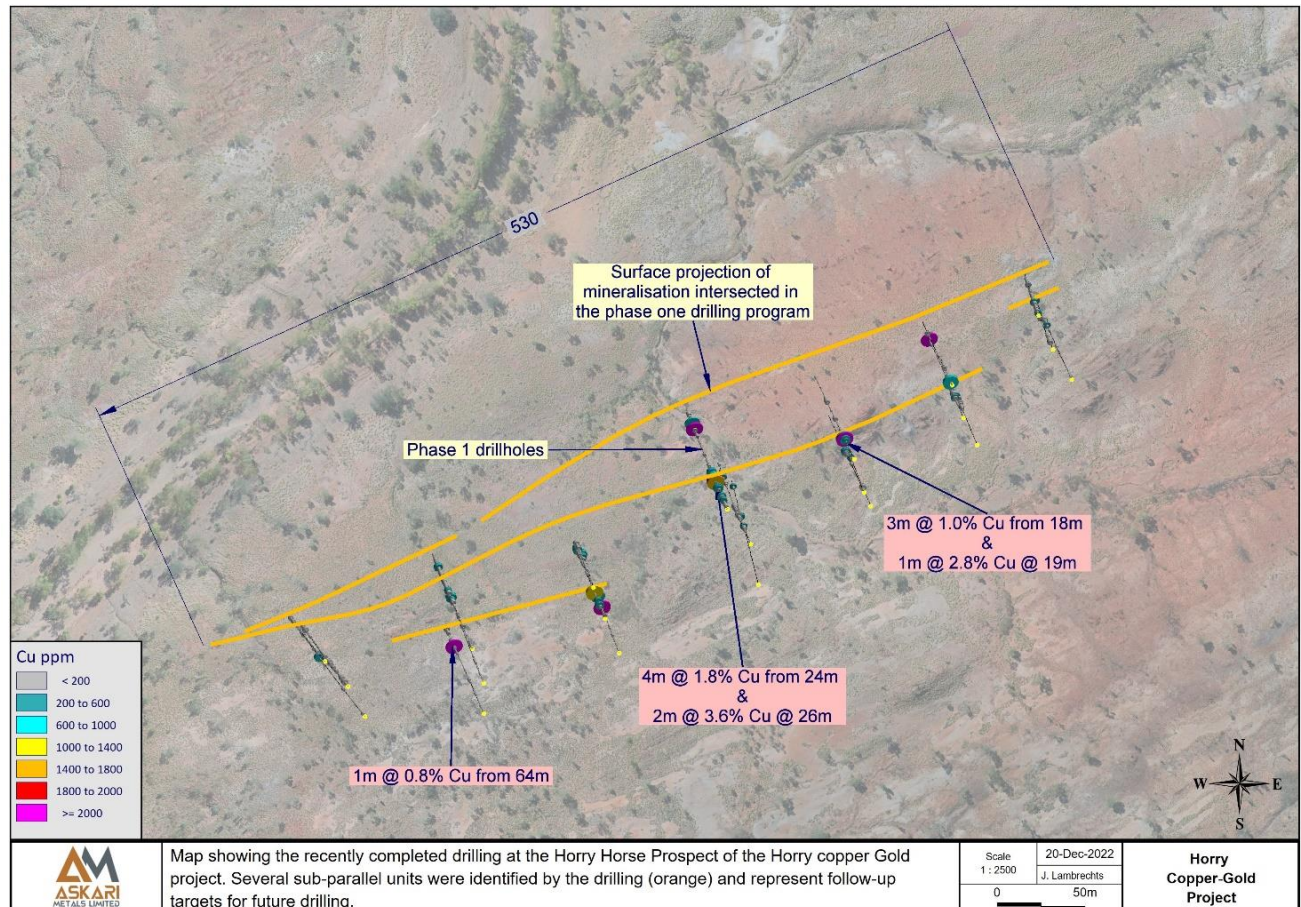 530
Surface projection of
mineralisation intersected in
the phase one drilling program
Phase 1 drillholes
3m @ 1.0% Cu from 18m
&
1m @ 2.8% Cu @ 19m
4m @ 1.8% Cu from 24m
&
2m @ 3.6% Cu @ 26m
1m @ 0.8% Cu from 64m
Cu ppm
< 200
200 to 600
600 to 1000
1000 to 1400
1400 to 1800
1800 to 2000
>= 2000
N
W E
S
AM
ASKARI
METALS LIMITED
Map showing the recently completed drilling at the Horry Horse Prospect of the Horry copper Gold
project. Several sub-parallel units were identified by the drilling (orange) and represent follow-up
targets for future drilling.
Scale
1 : 2500
20-Dec-2022
J. Lambrechts
0 50m
Horry
Copper-Gold
Project